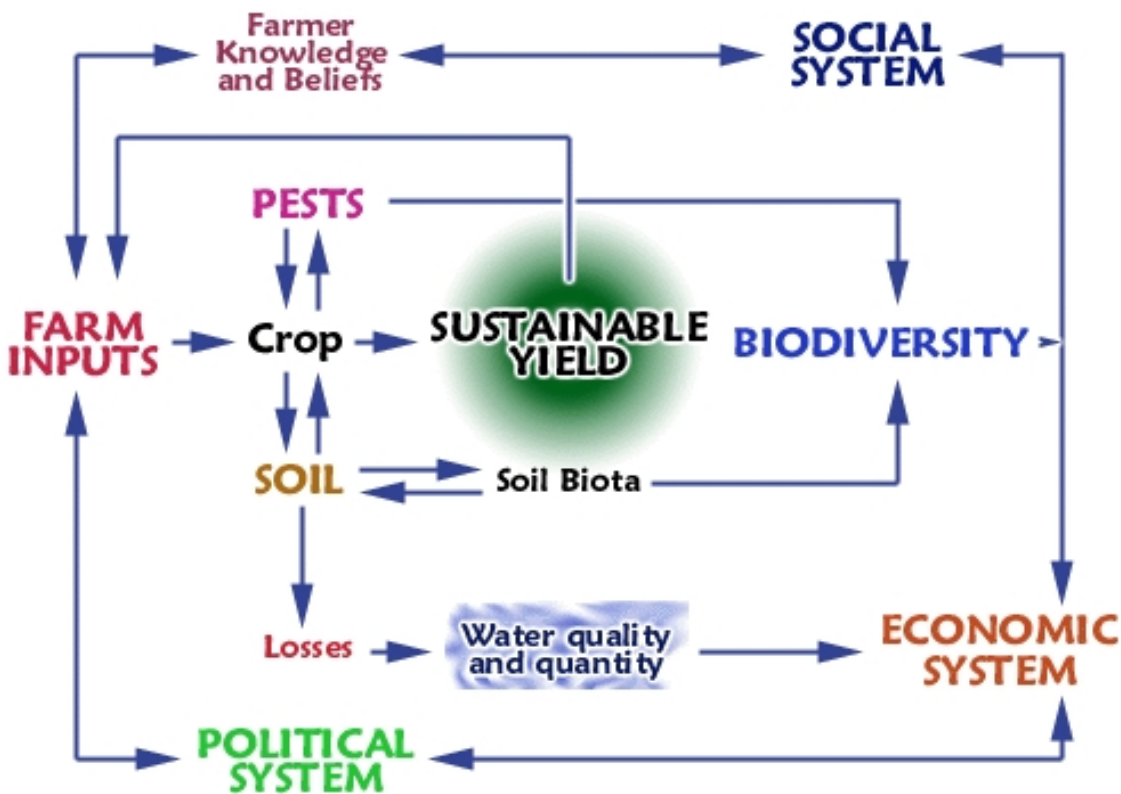 Farmer
Knowledge
and Beliefs
SOCIAL
SYSTEM
PESTS
FARM
INPUTS
Crop
SUSTAINABLE
YIELD
BIODIVERSITY
SOIL
Soil Biota
Losses
Water quality
and quantity
ECONOMIC
SYSTEM
POLITICAL
SYSTEM